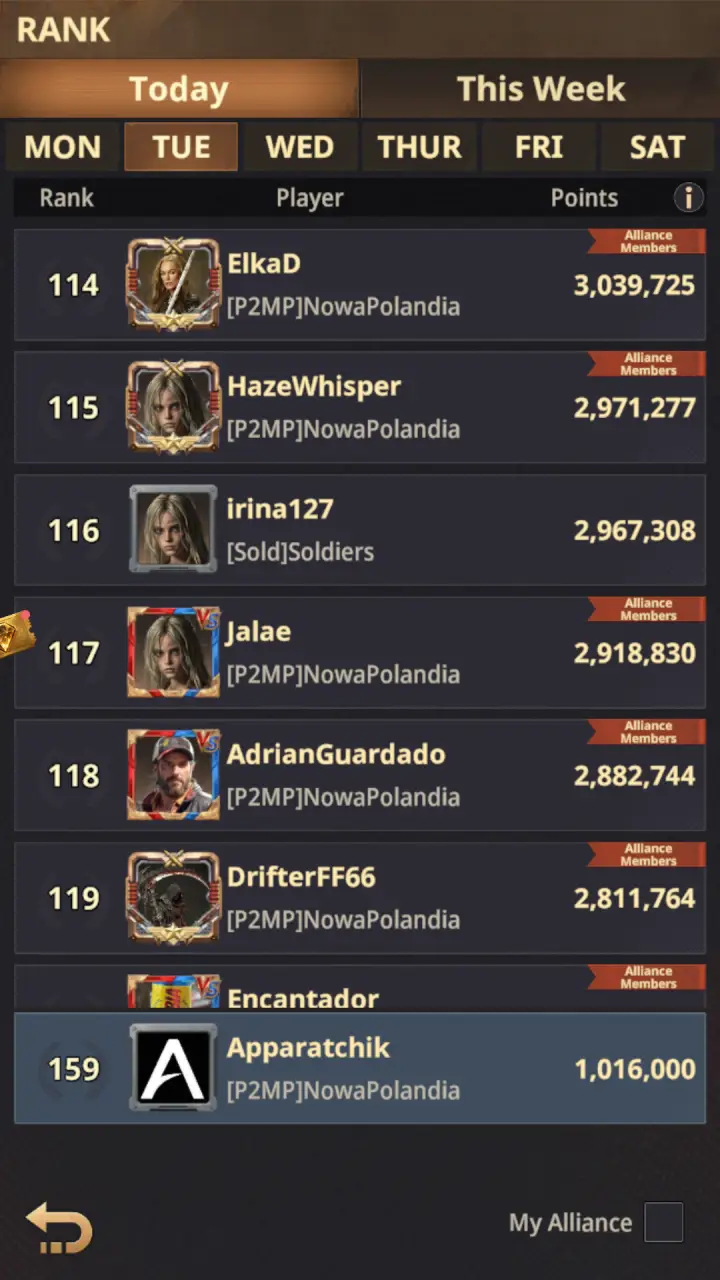 RANK
Today
This Week
MON
TUE
WED
THUR
FRI
SAT
Rank
Player
Points
i
114
ElkaD
[P2MP]NowaPolandia
Alliance
Members
3,039,725
115
HazeWhisper
[P2MP]NowaPolandia
Alliance
Members
2,971,277
116
irina127
[Sold]Soldiers
2,967,308
117
VS
Jalae
[P2MP]NowaPolandia
Alliance
Members
2,918,830
118
VS
AdrianGuardado
[P2MP]NowaPolandia
Alliance
Members
2,882,744
119
DrifterFF66
[P2MP]NowaPolandia
Alliance
Members
2,811,764
VS
Encantador
Alliance
Members
159
A
Apparatchik
[P2MP]NowaPolandia
1,016,000
My Alliance